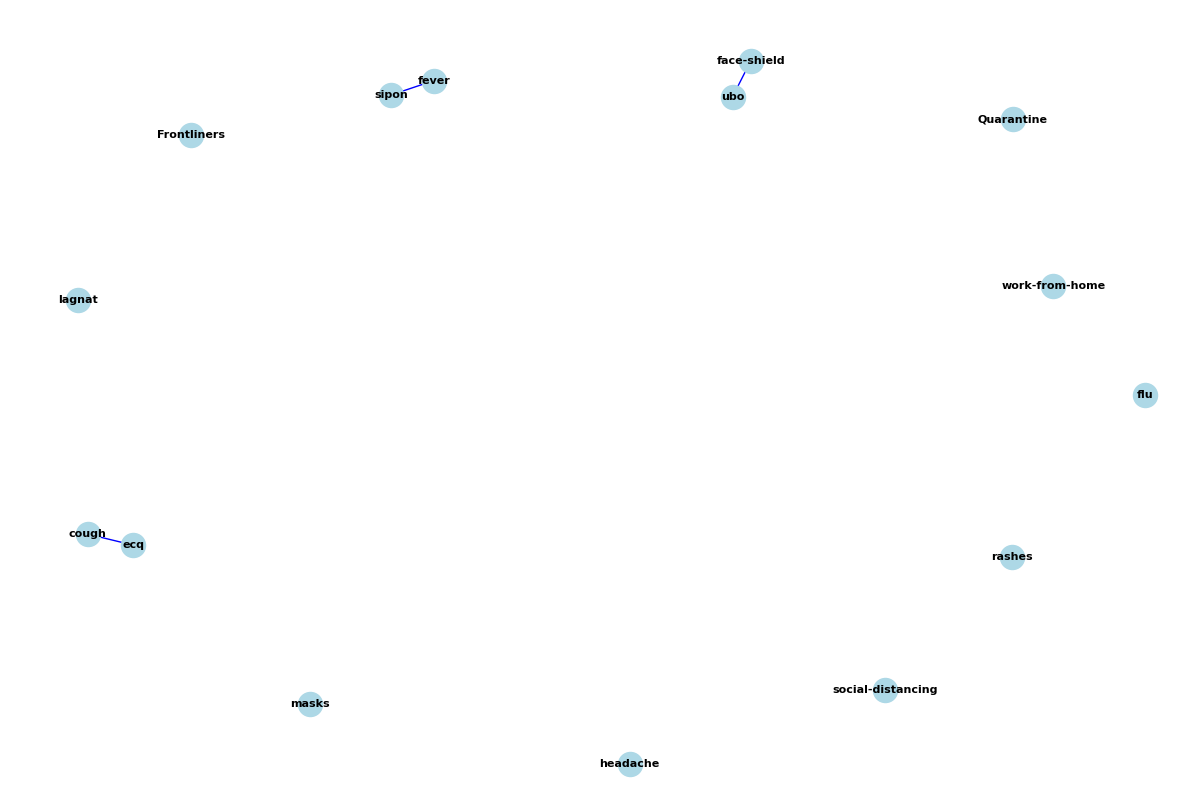 face-shield
fever
sipon
ubo
Quarantine
Frontliners
work-from-home
lagnat
flu
cough
ecq
rashes
social-distancing
masks
headache